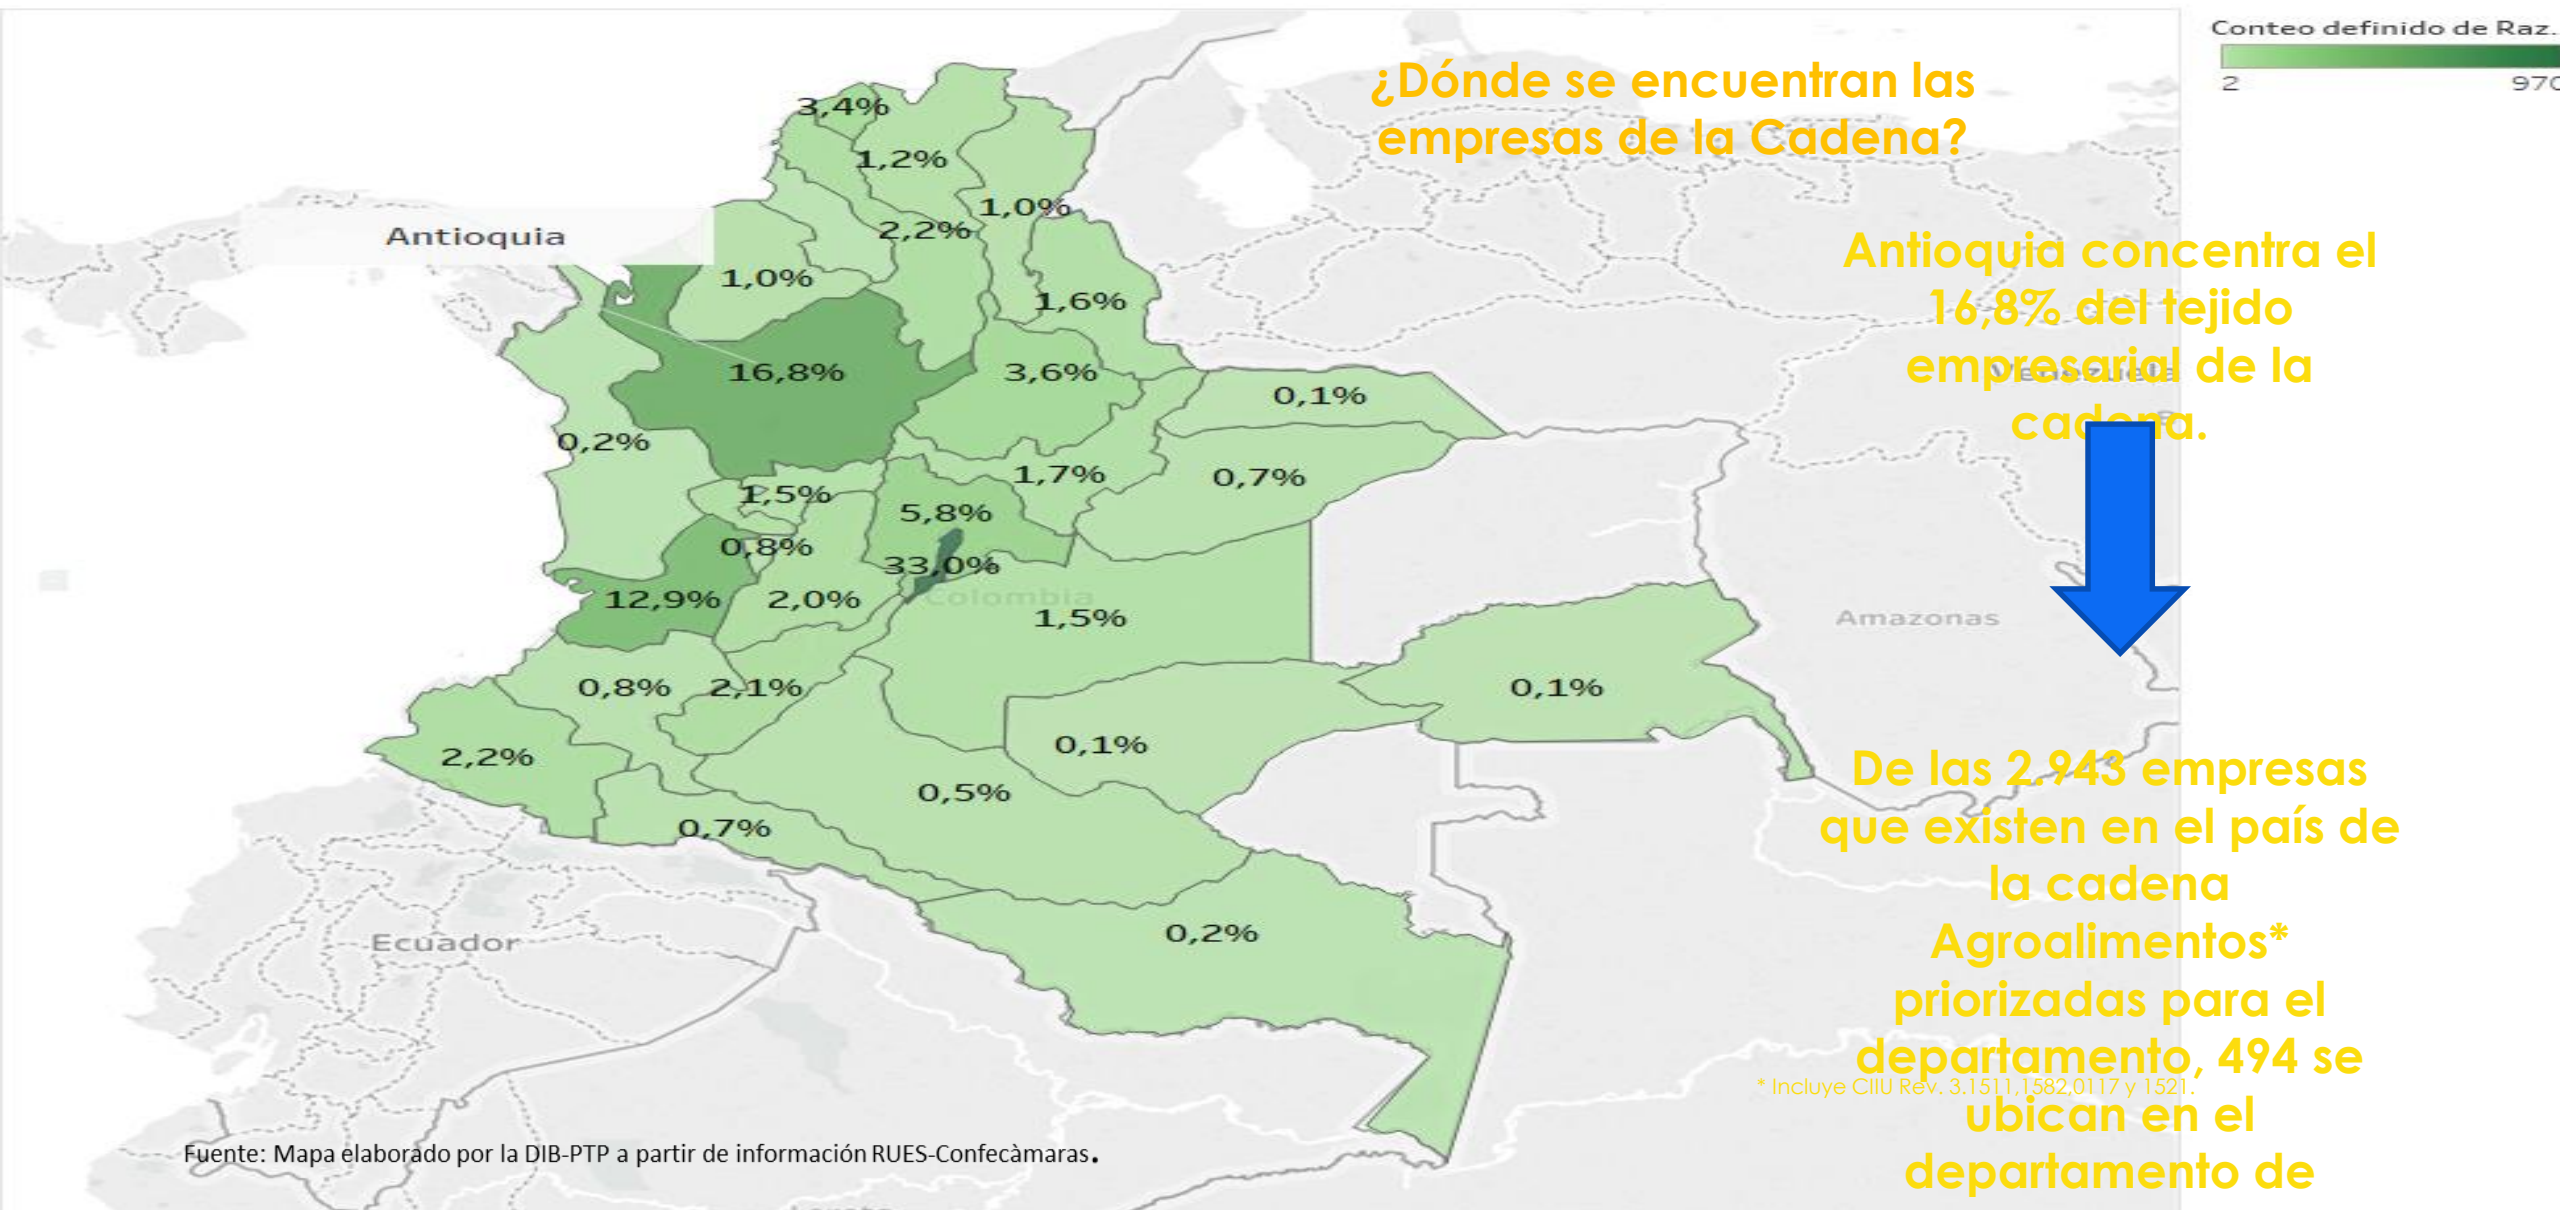 Conteo definido de Raz..
2
970
¿Dónde se encuentran las
empresas de la Cadena?
3,4%
1,2%
1,0%
2,2%
Antioquia
1,0%
1,6%
16,8%
3,6%
0,1%
0,2%
1,7%
0,7%
1,5%
5,8%
0,8%
33,0%
12,9%
2,0%
Colombia
1,5%
0,8%
2,1%
0,1%
2,2%
0,1%
0,5%
0,7%
0,2%
Ecuador
Venezuela
Amazonas
Antioquia concentra el
16,8% del tejido
empresarial de la
cadena.
De las 2.943 empresas
que existen en el país de
la cadena
Agroalimentos*
priorizadas para el
departamento, 494 se
ubican en el
departamento de
* Incluye CIIU Rev. 3.1511,1582,0117 y 1521.
Fuente: Mapa elaborado por la DIB-PTP a partir de información RUES-Confecàmaras.